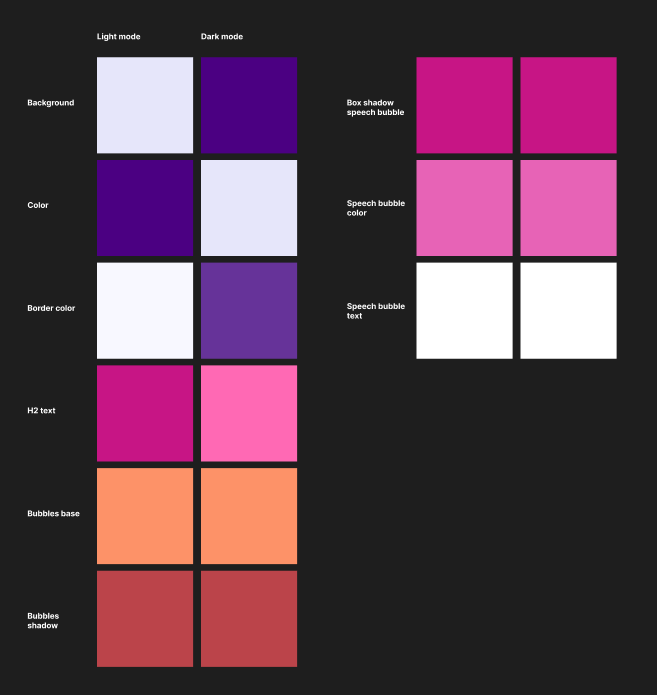 Light mode
Dark mode
Background
Color
Border color
H2 text
Bubbles base
Bubbles
shadow
Box shadow
speech bubble
Speech bubble
color
Speech bubble
text